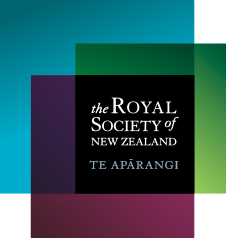 the ROYAL
SOCIETY of
NEW ZEALAND
TE APĀRANGI